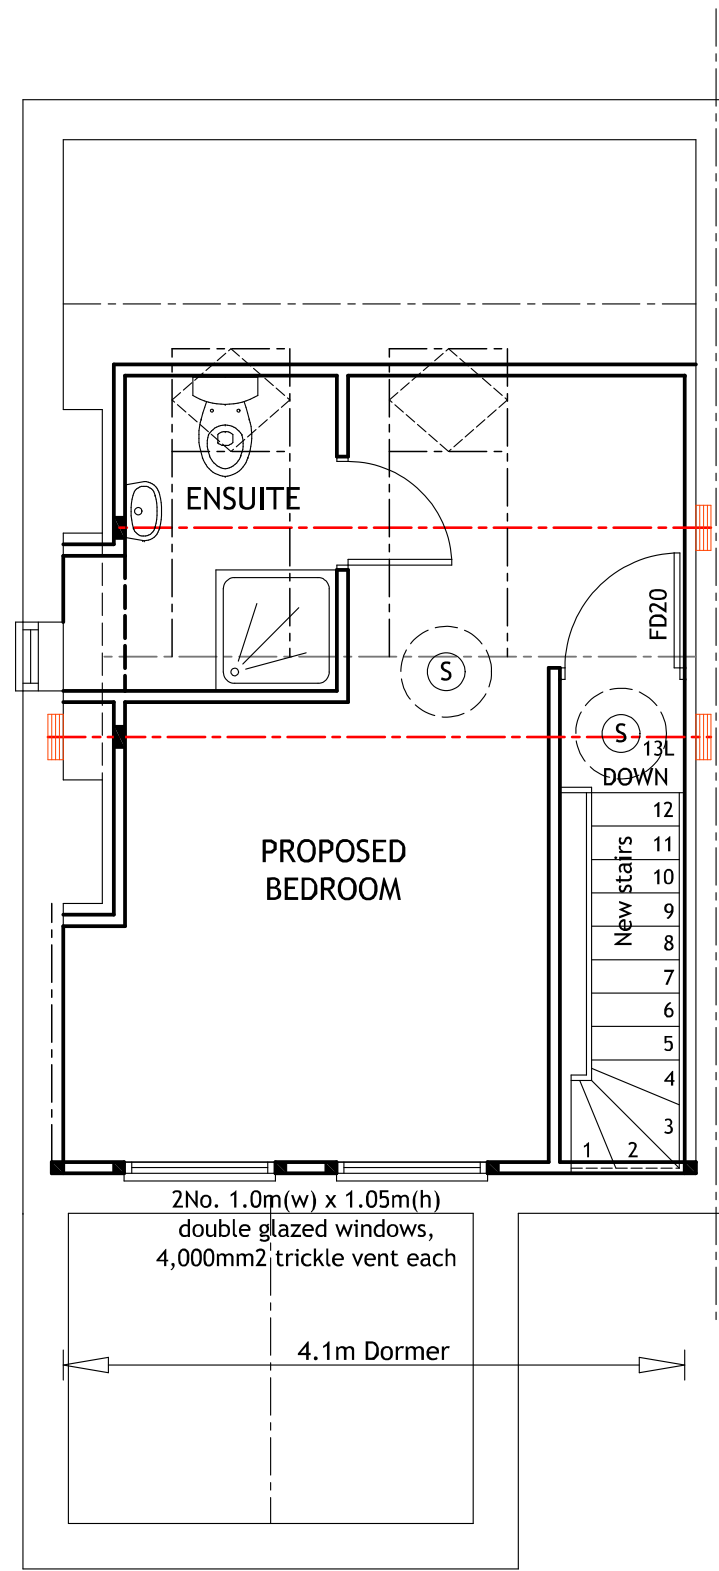 ENSUITE
FD20
S
S
13L
DOWN
12
11
10
9
8
7
6
5
4
3
2
1
New stairs
PROPOSED
BEDROOM
2No. 1.0m(w) x 1.05m(h)
double glazed windows,
4,000mm2 trickle vent each
4.1m Dormer